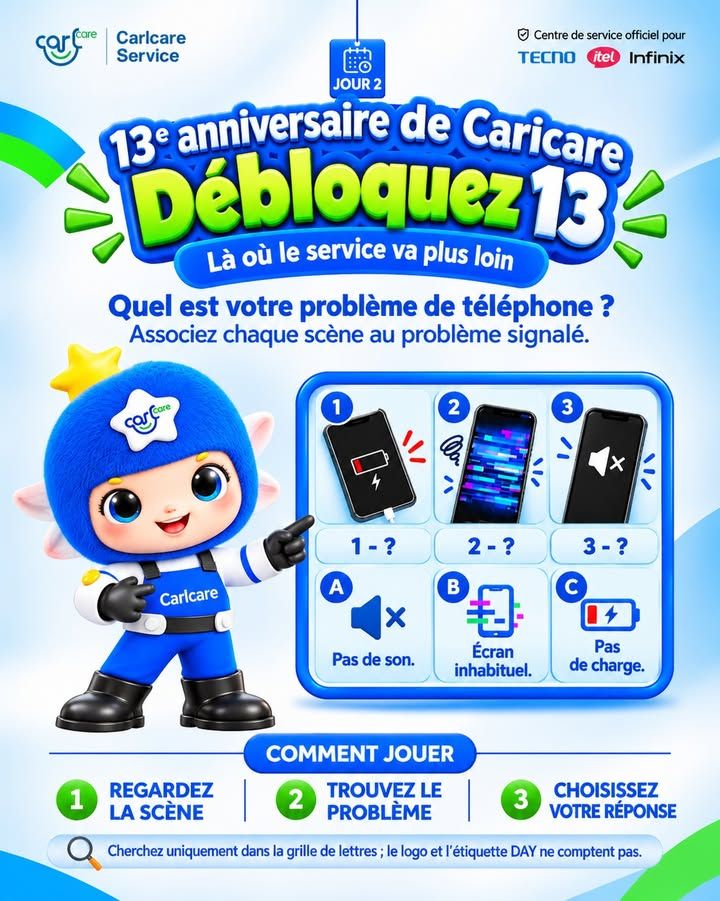 carlcare
Carlcare
Service
Centre de service officiel pour
TECNO itel Infinix
JOUR 2
13e anniversaire de Caricare
Débloquez 13
Là où le service va plus loin
Quel est votre problème de téléphone ?
Associez chaque scène au problème signalé.
carlcare
Carlcare
1 2 3
1 - ? 2 - ? 3 - ?
A B C
Pas de son.
Écran
inhabituel.
Pas
de charge.
COMMENT JOUER
1 REGARDEZ
LA SCÈNE
2 TROUVEZ LE
PROBLÈME
3 CHOISISSEZ
VOTRE RÉPONSE
Cherchez uniquement dans la grille de lettres ; le logo et l'étiquette DAY ne comptent pas.